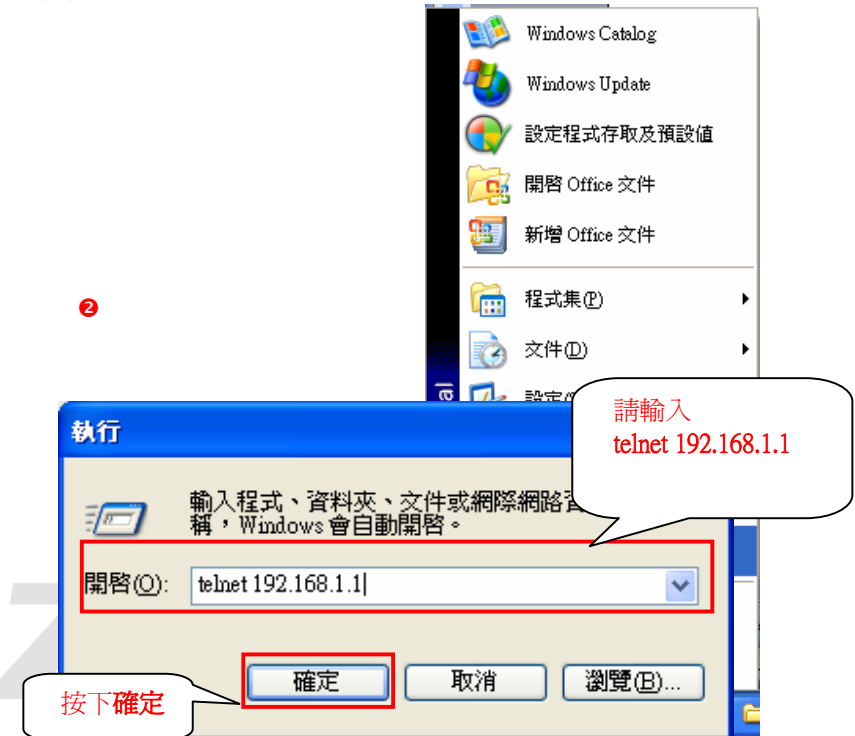 Windows Catalog
Windows Update
設定程式存取及預設值
開啓 Office 文件
新增 Office 文件
❷
程式集(P)
文件(D)
設定
請輸入
telnet 192.168.1.1
執行
輸入程式、資料夾、文件或網際網路
稱，Windows 會自動開啓。
開啓(O):
telnet 192.168.1.1
確定
取消
瀏覽(B)...
按下確定